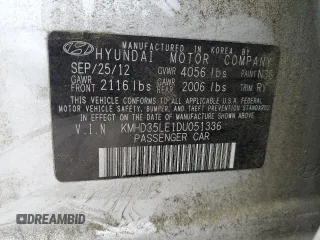 MANUFACTURED IN KOREA BY
HYUNDAI MOTOR COMPANY
SEP/25/12 GVWR 4056 lbs PAINT
GAWR FRONT 2116 lbs GAWR REAR 2006 lbs TRIM RY
THIS VEHICLE CONFORMS TO ALL APPLICABLE U.S.A FEDERAL
MOTOR VEHICLE SAFETY, BUMPER, AND THEFT PREVENTION
STANDARDS IN EFFECT ON THE DATE OF MANUFACTURE SHOWN ABOVE.
V.I.N KMHD35LE1DU051336
PASSENGER CAR
DREAMBID